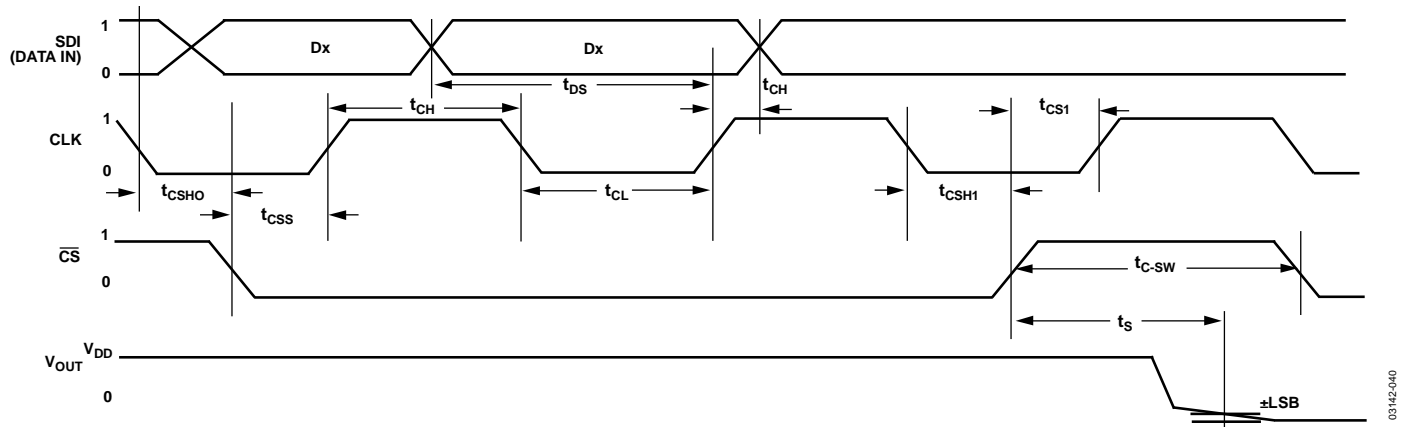 SDI
(DATA IN)
1
0
Dx
Dx
tDS
tCH
CLK
1
0
tCH
tCS1
tCSHO
tCSS
tCL
tCSH1
CS
1
0
tC-SW
tS
VOUT
VDD
0
±LSB
03142-040